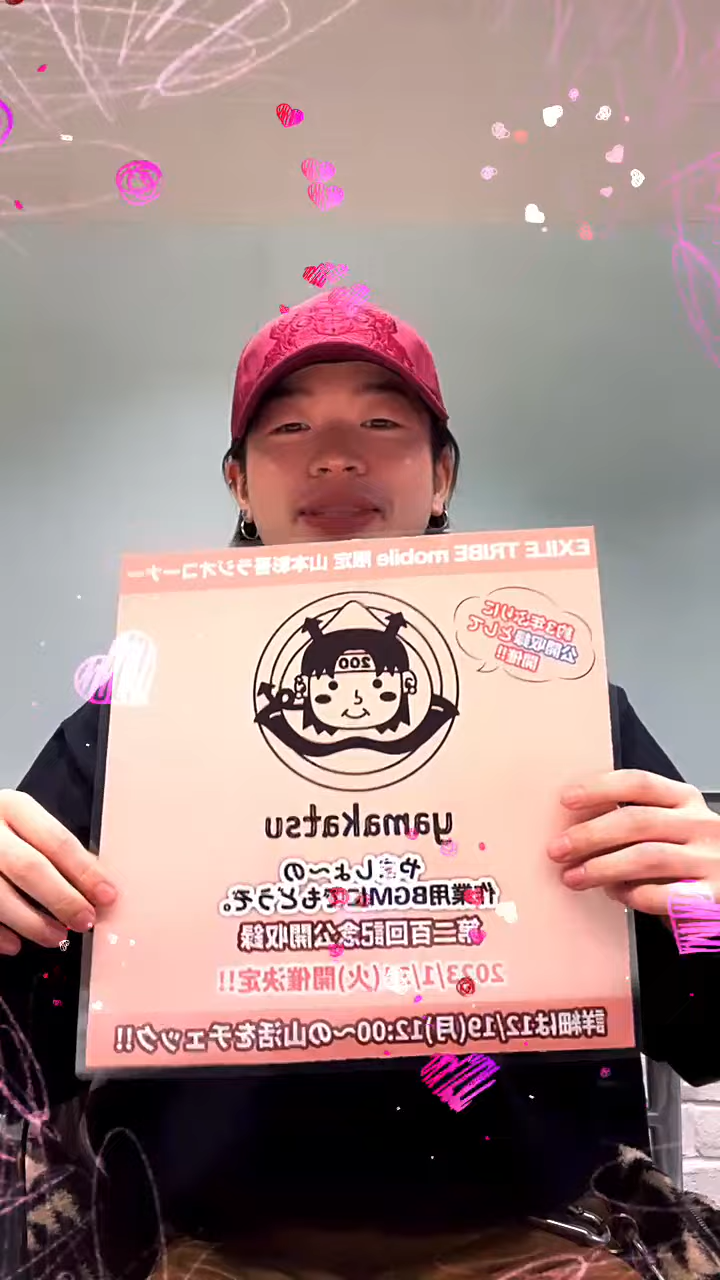 EXILE TRIBE mobile 限定 山本彰吾ラジオコーナー
約3年ぶりに
公開収録として
開催!!
200
yamakatsu
やましょ〜の
作業用BGMにでもどうぞ。
第二百回記念公開収録
2023/1/31(火)開催決定!!
詳細は12/19(月)12:00〜の山活をチェック!!